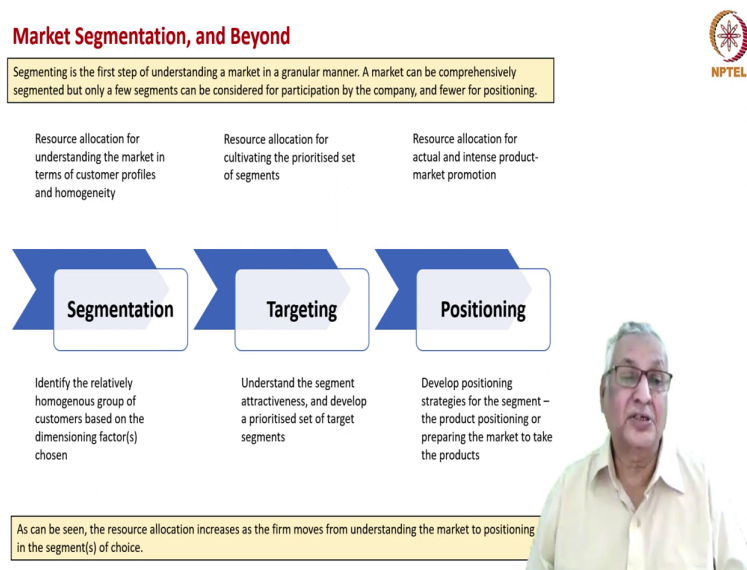 Market Segmentation, and Beyond
NPTEL
Segmenting is the first step of understanding a market in a granular manner. A market can be comprehensively
segmented but only a few segments can be considered for participation by the company, and fewer for positioning.
Resource allocation for
understanding the market in
terms of customer profiles
and homogeneity
Resource allocation for
cultivating the prioritised set
of segments
Resource allocation for
actual and intense product-
market promotion
Segmentation
Targeting
Positioning
Identify the relatively
homogenous group of
customers based on the
dimensioning factor(s)
chosen
Understand the segment
attractiveness, and develop
a prioritised set of target
segments
Develop positioning
strategies for the segment –
the product positioning or
preparing the market to take
the products
As can be seen, the resource allocation increases as the firm moves from understanding the market to positioning
in the segment(s) of choice.